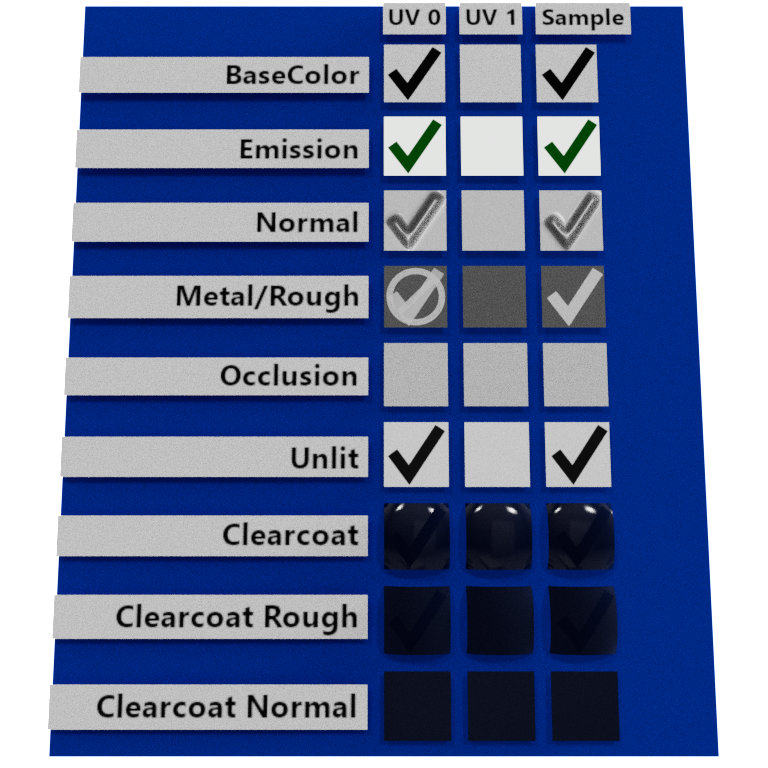 UV 0 UV 1 Sample
BaseColor
Emission
Normal
Metal/Rough
Occlusion
Unlit
Clearcoat
Clearcoat Rough
Clearcoat Normal